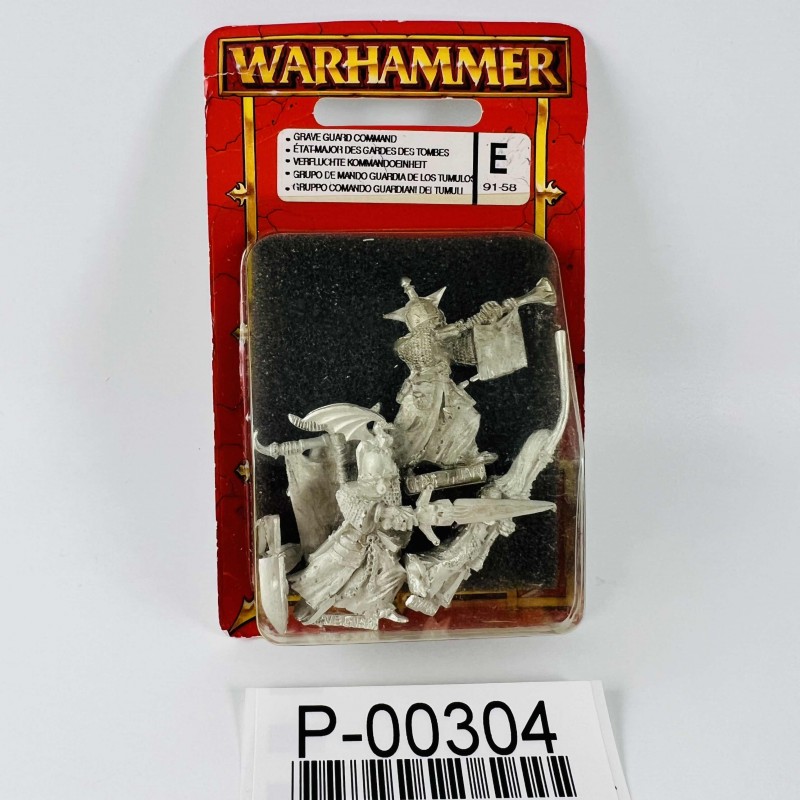 WARHAMMER
• GRAVE GUARD COMMAND
• ÉTAT-MAJOR DES GARDES DES TOMBES
• VERFLUCHTE KOMMANDOEINHEIT
• GRUPO DE MANDO GUARDIA DE LOS TUMULOS
• GRUPPO COMANDO GUARDIANI DEI TUMULI
E
91-58
P-00304